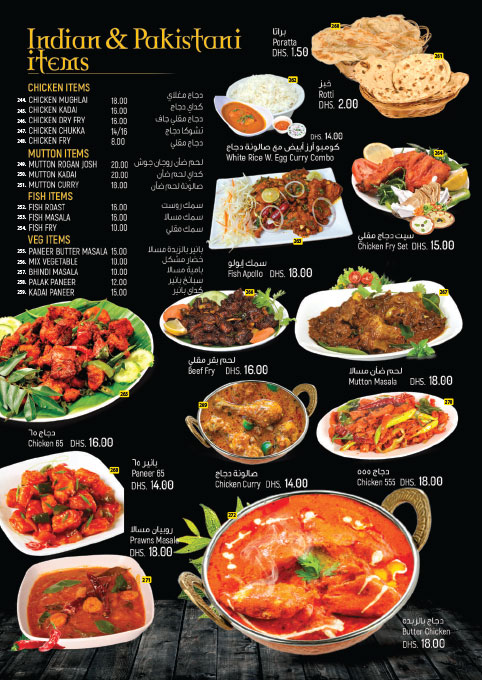 Indian & Pakistani
items
CHICKEN ITEMS
244. CHICKEN MUGHLAI 18.00 دجاج مغلاي
245. CHICKEN KADAI 16.00 كداي دجاج
246. CHICKEN DRY FRY 16.00 دجاج مقلي جاف
247. CHICKEN CHUKKA 14/16 تشوكا دجاج
248. CHICKEN FRY 8.00 دجاج مقلي
MUTTON ITEMS
249. MUTTON ROGAN JOSH 20.00 لحم ضأن روجان جوش
250. MUTTON KADAI 20.00 كداي لحم ضأن
251. MUTTON CURRY 18.00 صالونة لحم ضأن
FISH ITEMS
252. FISH ROAST 16.00 سمك روست
253. FISH MASALA 16.00 سمك مسالا
254. FISH FRY 10.00 سمك مقلي
VEG ITEMS
255. PANEER BUTTER MASALA 15.00 بانير بالزبدة مسالا
256. MIX VEGETABLE 10.00 خضار مشكل
257. BHINDI MASALA 10.00 بامية مسالا
258. PALAK PANEER 12.00 سبانخ بانير
259. KADAI PANEER 15.00 كداي بانير
260
براتا
Poratta
DHS. 1.50
261
خبز
Rotti
DHS. 2.00
262
DHS. 14.00
كومبو أرز أبيض مع صالونة دجاج
White Rice W. Egg Curry Combo
263
سمك ابولو
Fish Apollo DHS. 18.00
264
سيت دجاج مقلي
Chicken Fry Set DHS. 15.00
265
دجاج ٦٥
Chicken 65 DHS. 16.00
266
لحم بقر مقلي
Beef Fry DHS. 16.00
267
لحم ضأن مسالا
Mutton Masala DHS. 18.00
بانير ٦٥
Paneer 65
DHS. 14.00
269
صالونة دجاج
Chicken Curry DHS. 14.00
270
دجاج ٥٥٥
Chicken 555 DHS. 18.00
271
روبيان مسالا
Prawns Masala
DHS. 18.00
272
دجاج بالزبدة
Butter Chicken
DHS. 18.00